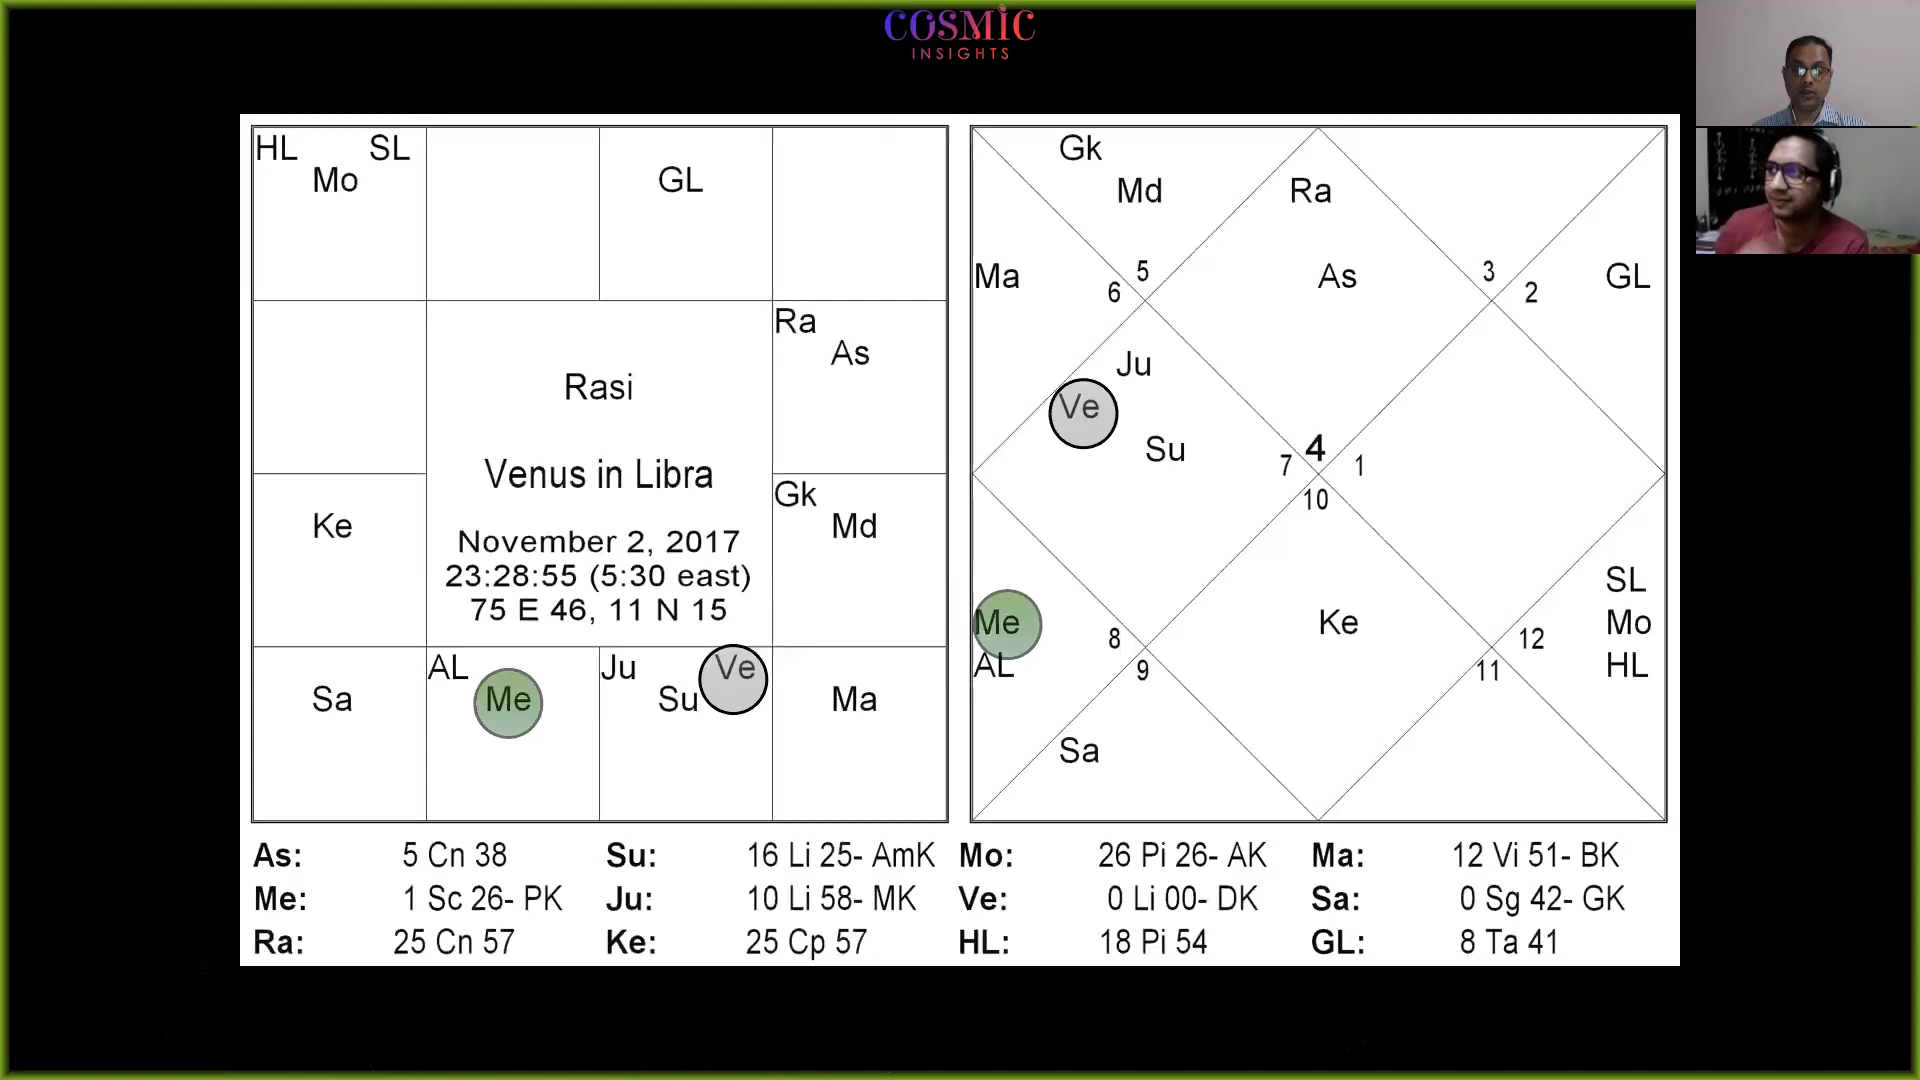 COSMIC
INSIGHTS
HL SL
Mo
GL
Ra
As
Rasi
Venus in Libra
November 2, 2017
23:28:55 (5:30 east)
75 E 46, 11 N 15
Ke
Gk
Md
Sa
AL
Me
Ju Ve
Su
Ma
Gk
Md
Ra
Ma
As
GL
5
6
3
2
Ju
Ve
Su
7
4
1
10
Me
AL
8
9
Ke
12
11
SL
Mo
HL
Sa
As: 5 Cn 38 Su: 16 Li 25- AmK Mo: 26 Pi 26- AK Ma: 12 Vi 51- BK
Me: 1 Sc 26- PK Ju: 10 Li 58- MK Ve: 0 Li 00- DK Sa: 0 Sg 42- GK
Ra: 25 Cn 57 Ke: 25 Cp 57 HL: 18 Pi 54 GL: 8 Ta 41